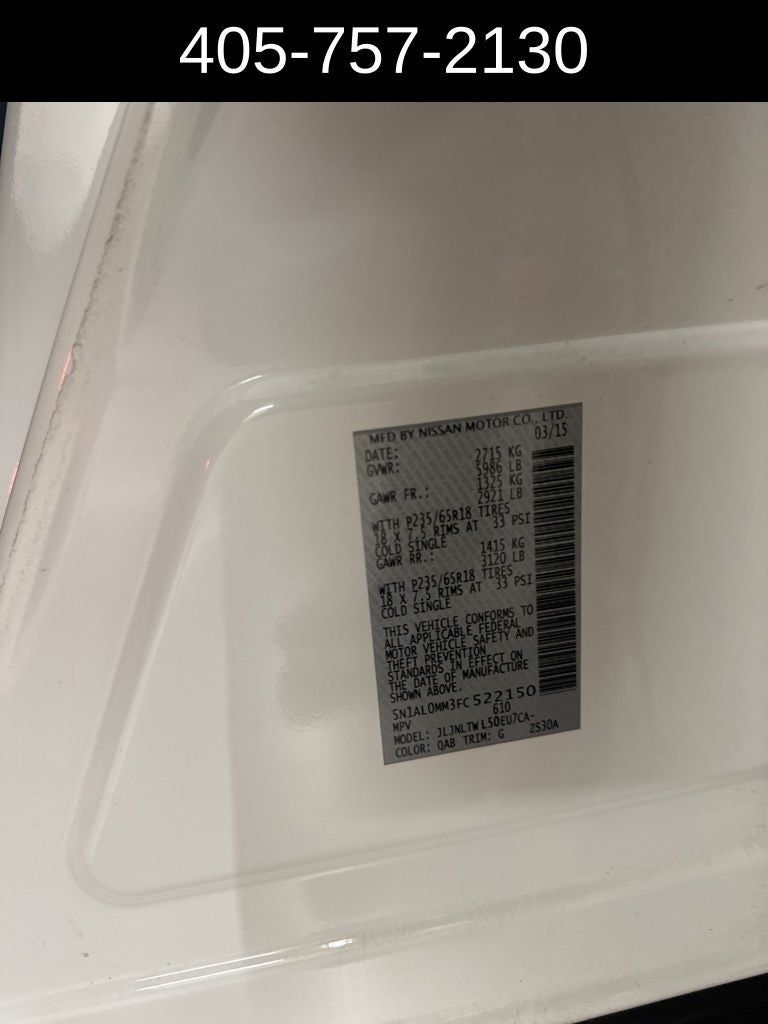 405-757-2130
MFD BY NISSAN MOTOR CO., LTD.
DATE: 03/15
GVWR: 2715 KG
5986 LB
GAWR FR.: 1325 KG
2921 LB
WITH P235/65R18 TIRES
18 X 7.5 RIMS AT 33 PSI
COLD SINGLE
GAWR RR.: 1415 KG
3120 LB
WITH P235/65R18 TIRES
18 X 7.5 RIMS AT 33 PSI
COLD SINGLE
THIS VEHICLE CONFORMS TO
ALL APPLICABLE FEDERAL
MOTOR VEHICLE SAFETY AND
THEFT PREVENTION
STANDARDS IN EFFECT ON
THE DATE OF MANUFACTURE
SHOWN ABOVE.
5N1AL0MM3FC522150
MPV 610
MODEL: JLJNLTWL50EU7CA-
COLOR: QAB TRIM: G ZS30A